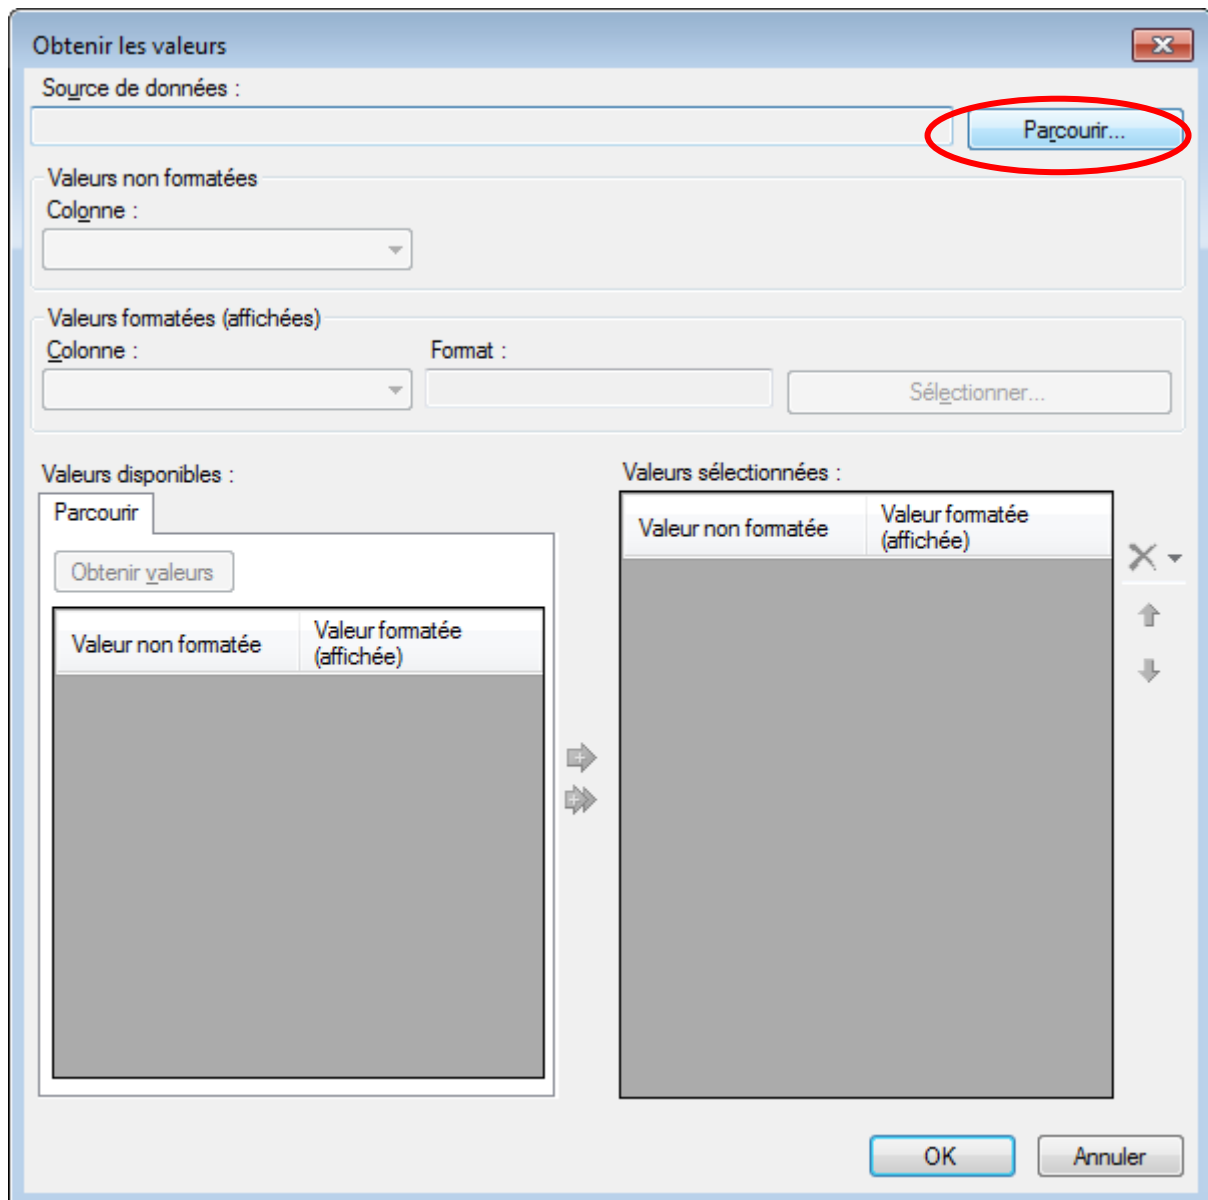 Obtenir les valeurs
Source de données :
Parcourir...
Valeurs non formatées
Colonne :
Valeurs formatées (affichées)
Colonne :
Format :
Sélectionner...
Valeurs disponibles :
Parcourir
Obtenir valeurs
Valeur non formatée
Valeur formatée
(affichée)
Valeurs sélectionnées :
Valeur non formatée
Valeur formatée
(affichée)
OK
Annuler